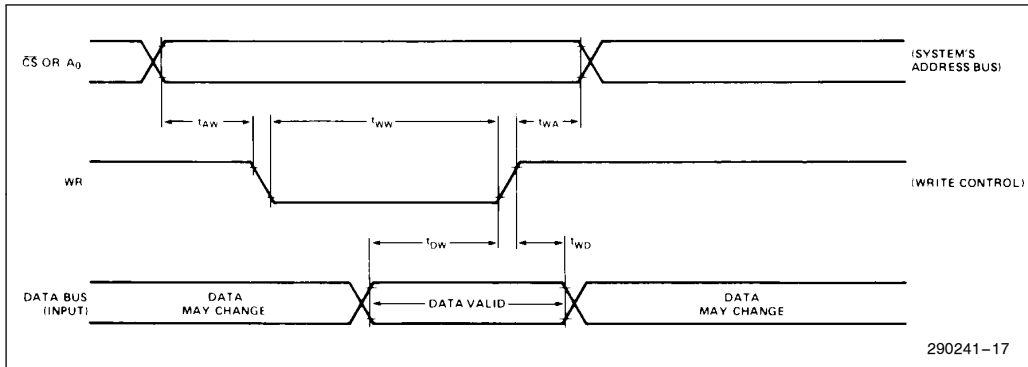 C̅S̅ OR A₀
(SYSTEM'S
ADDRESS BUS)
tAW
tWW
tWA
WR
(WRITE CONTROL)
tDW
tWD
DATA BUS
(INPUT)
DATA
MAY CHANGE
DATA VALID
DATA
MAY CHANGE
290241–17